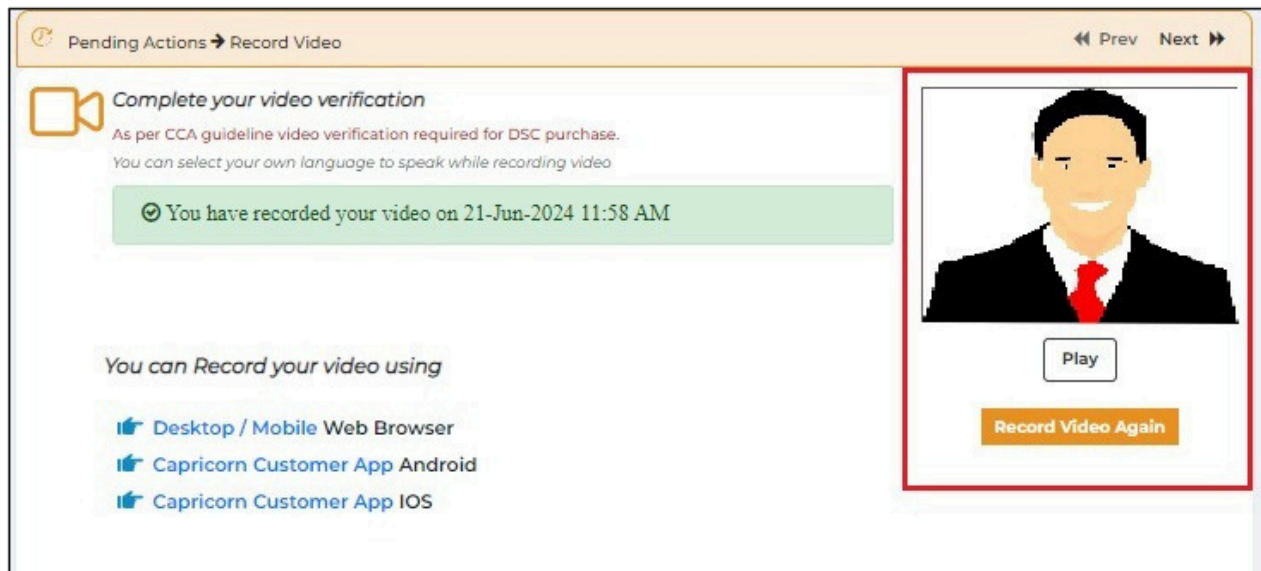 Pending Actions → Record Video
Prev Next
Complete your video verification
As per CCA guideline video verification required for DSC purchase.
You can select your own language to speak while recording video
You have recorded your video on 21-Jun-2024 11:58 AM
You can Record your video using
Desktop / Mobile Web Browser
Capricorn Customer App Android
Capricorn Customer App IOS
Play
Record Video Again